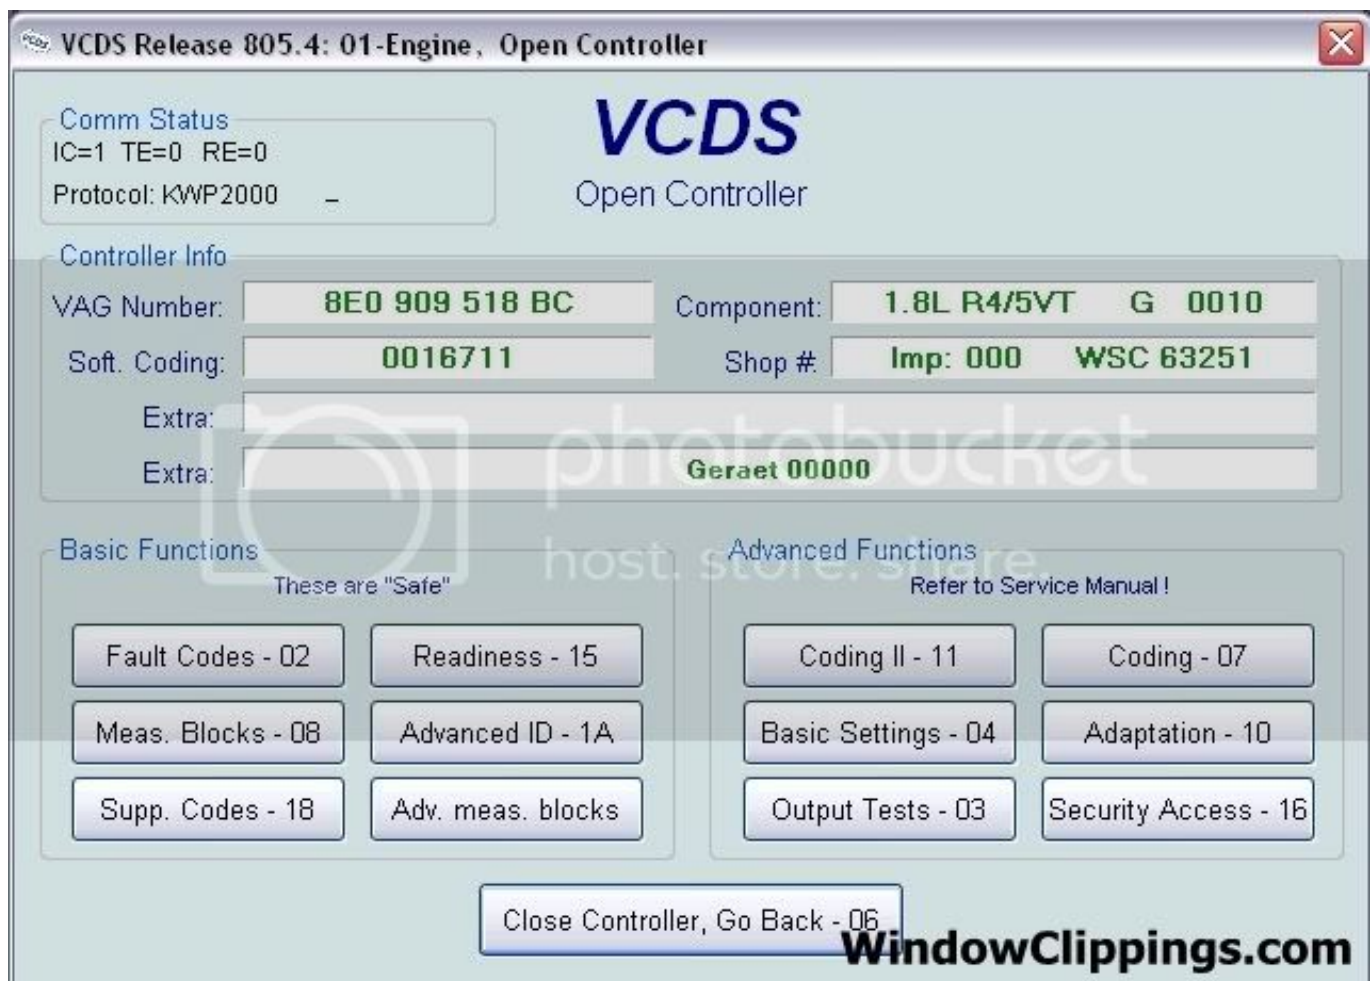 VCDS Release 805.4: 01-Engine, Open Controller
Comm Status
IC=1 TE=0 RE=0
Protocol: KWP2000 _
VCDS
Open Controller
Controller Info
VAG Number: 8E0 909 518 BC Component: 1.8L R4/5VT G 0010
Soft. Coding: 0016711 Shop #: Imp: 000 WSC 63251
Extra:
Extra: Geraet 00000
photobucket
host. store. share.
Basic Functions
These are "Safe"
Fault Codes - 02 Readiness - 15
Meas. Blocks - 08 Advanced ID - 1A
Supp. Codes - 18 Adv. meas. blocks
Advanced Functions
Refer to Service Manual !
Coding II - 11 Coding - 07
Basic Settings - 04 Adaptation - 10
Output Tests - 03 Security Access - 16
Close Controller, Go Back - 06
WindowClippings.com